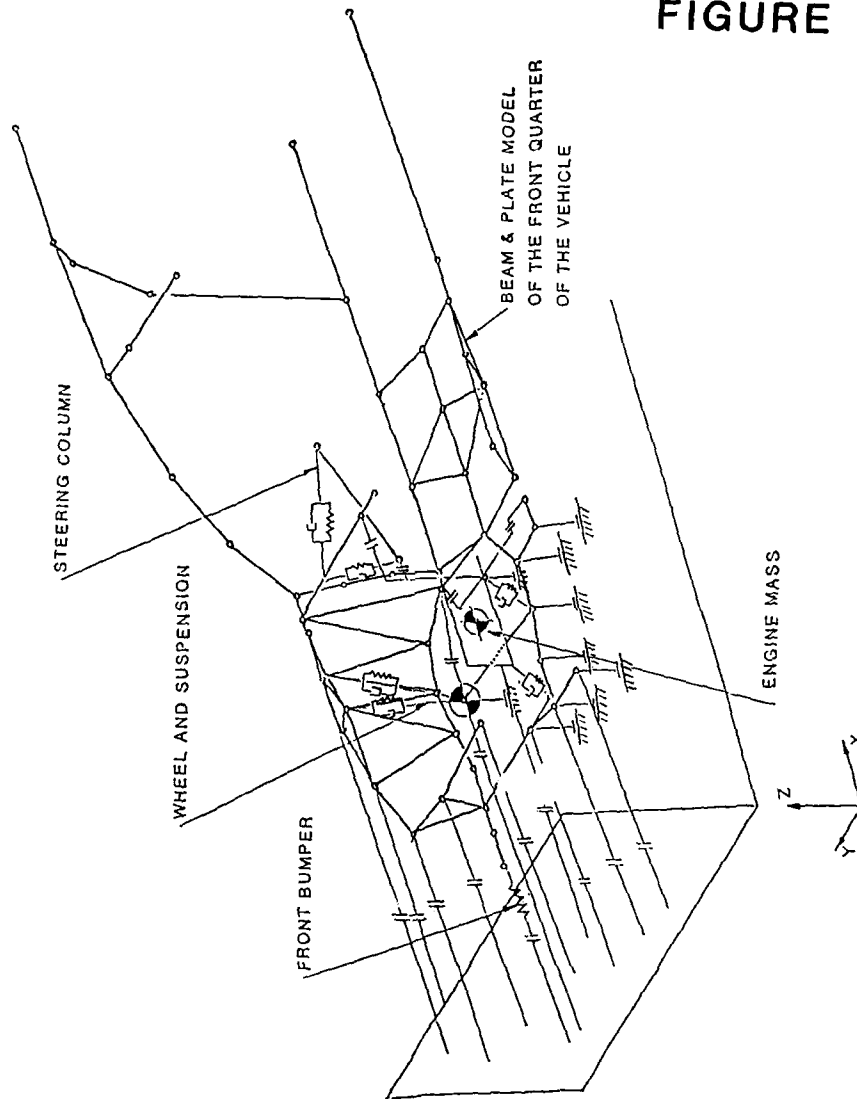 FIGURE
STEERING COLUMN
WHEEL AND SUSPENSION
FRONT BUMPER
BEAM & PLATE MODEL
OF THE FRONT QUARTER
OF THE VEHICLE
ENGINE MASS
Z
Y
X